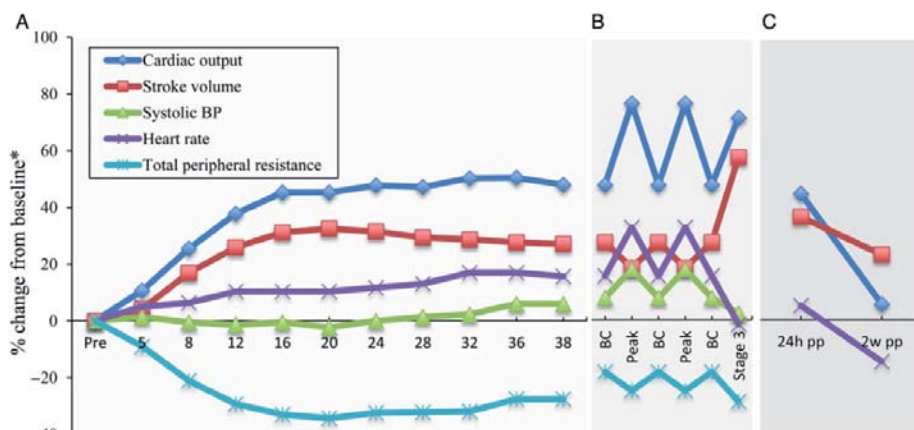 A
B
C
% change from baseline*
100
80
60
40
20
0
−20
Cardiac output
Stroke volume
Systolic BP
Heart rate
Total peripheral resistance
Pre 5 8 12 16 20 24 28 32 36 38
BC Peak BC Peak BC Stage 3
24h pp 2w pp